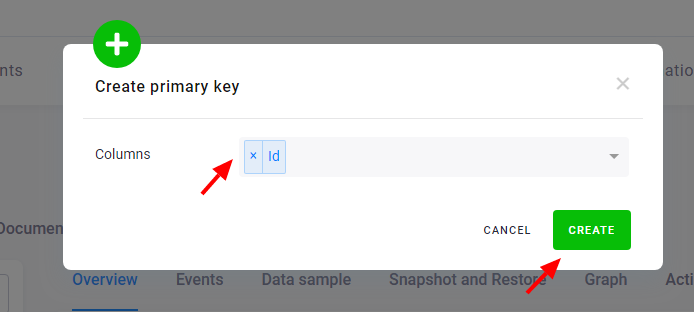 nts
atio
Create primary key
×
Columns
× Id
CANCEL
CREATE
Documen
Overview
Events
Data sample
Snapshot and Restore
Graph
Acti